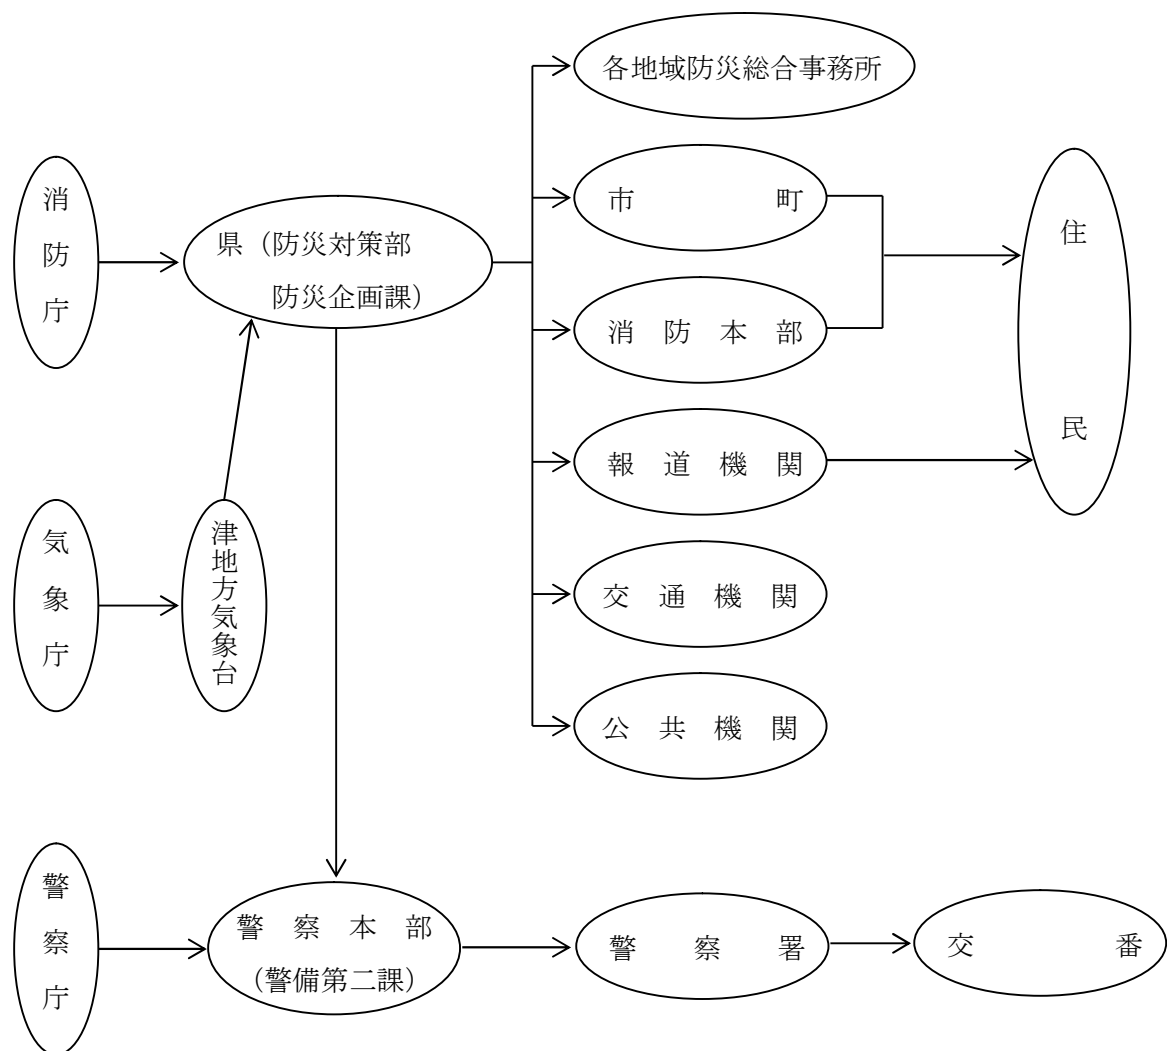 各地域防災総合事務所
消防庁
県（防災対策部
防災企画課）
市町
住民
消防本部
報道機関
気象庁
津地方気象台
交通機関
公共機関
警察庁
警察本部
（警備第二課）
警察署
交番